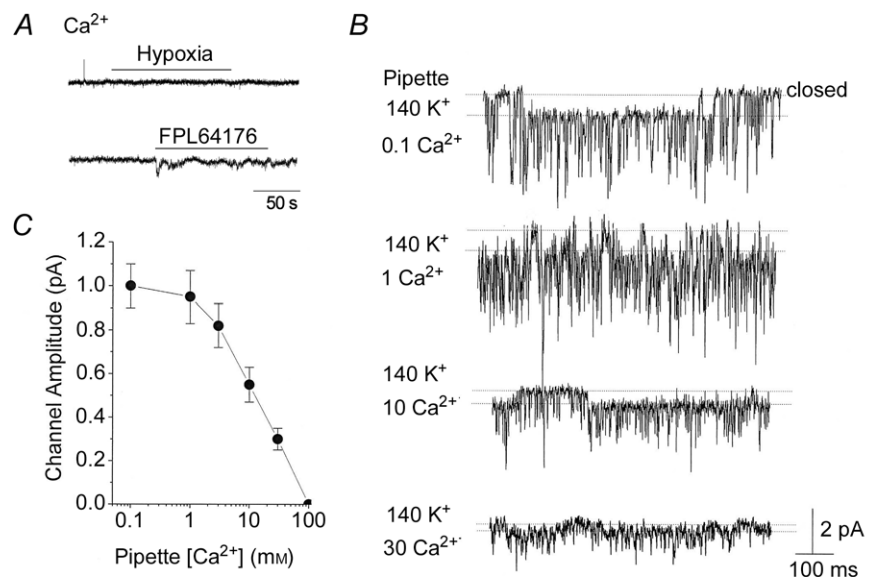 A
Ca²⁺
Hypoxia
FPL64176
50 s
B
Pipette
140 K⁺
0.1 Ca²⁺
closed
140 K⁺
1 Ca²⁺
140 K⁺
10 Ca²⁺
140 K⁺
30 Ca²⁺
2 pA
100 ms
C
Channel Amplitude (pA)
1.2
1.0
0.8
0.6
0.4
0.2
0.0
0.1 1 10 100
Pipette [Ca²⁺] (mM)